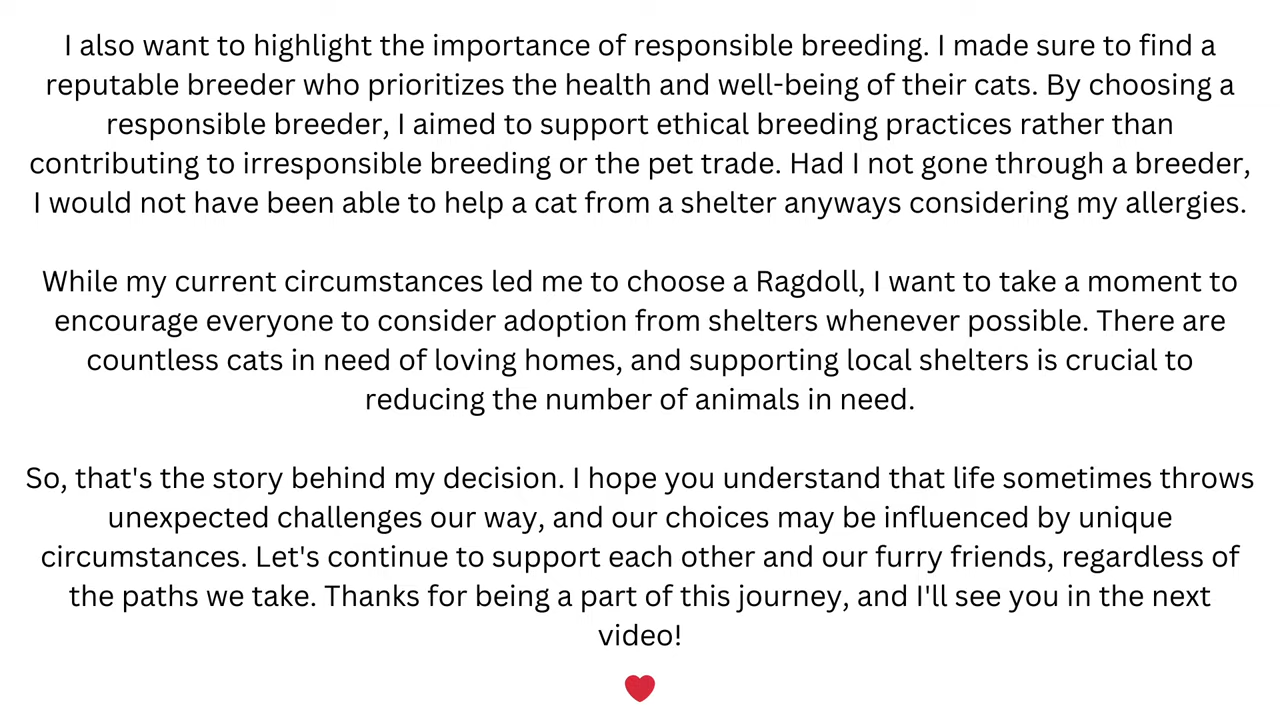 I also want to highlight the importance of responsible breeding. I made sure to find a
reputable breeder who prioritizes the health and well-being of their cats. By choosing a
responsible breeder, I aimed to support ethical breeding practices rather than
contributing to irresponsible breeding or the pet trade. Had I not gone through a breeder,
I would not have been able to help a cat from a shelter anyways considering my allergies.
While my current circumstances led me to choose a Ragdoll, I want to take a moment to
encourage everyone to consider adoption from shelters whenever possible. There are
countless cats in need of loving homes, and supporting local shelters is crucial to
reducing the number of animals in need.
So, that's the story behind my decision. I hope you understand that life sometimes throws
unexpected challenges our way, and our choices may be influenced by unique
circumstances. Let's continue to support each other and our furry friends, regardless of
the paths we take. Thanks for being a part of this journey, and I'll see you in the next
video!